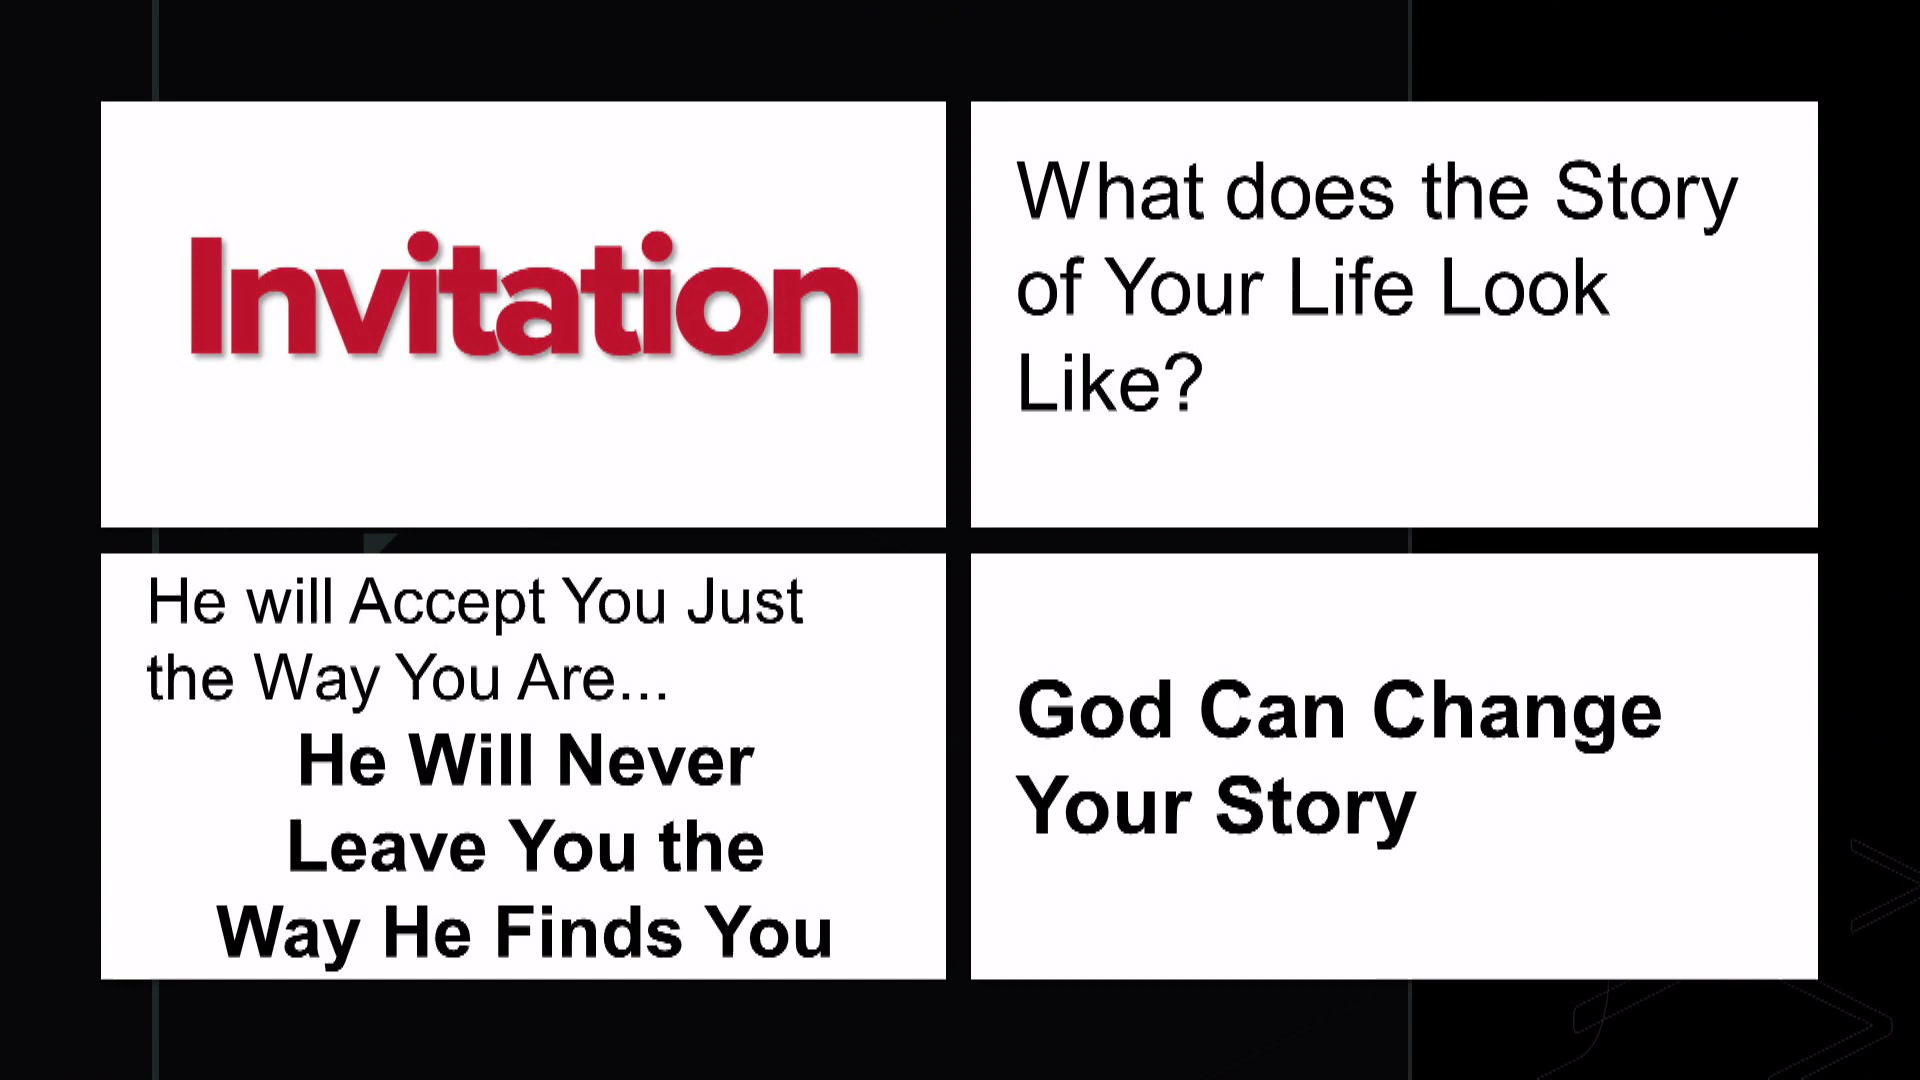 Invitation
What does the Story
of Your Life Look
Like?
He will Accept You Just
the Way You Are...
He Will Never
Leave You the
Way He Finds You
God Can Change
Your Story